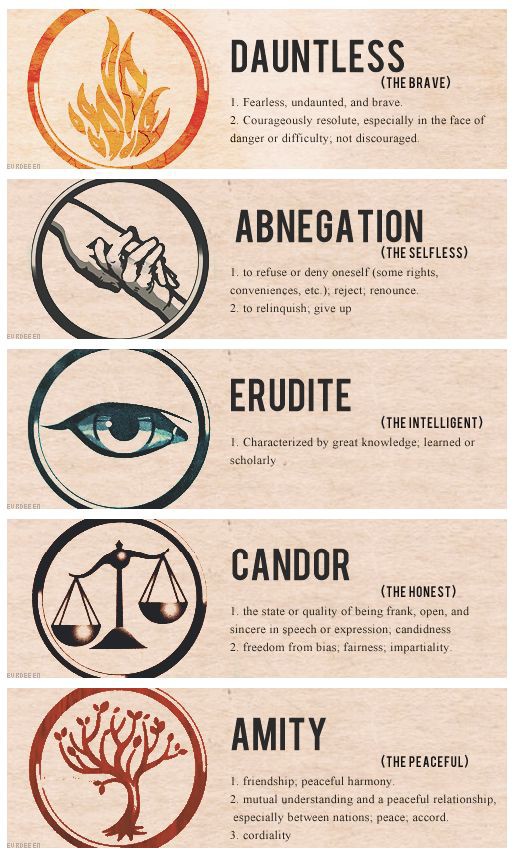 DAUNTLESS
(THE BRAVE)
1. Fearless, undaunted, and brave.
2. Courageously resolute, especially in the face of
danger or difficulty; not discouraged.
EVRDEEEN
ABNEGATION
(THE SELFLESS)
1. to refuse or deny oneself (some rights,
conveniences, etc.); reject; renounce.
2. to relinquish; give up
EVRDEEEN
ERUDITE
(THE INTELLIGENT)
1. Characterized by great knowledge; learned or
scholarly
EVRDEEEN
CANDOR
(THE HONEST)
1. the state or quality of being frank, open, and
sincere in speech or expression; candidness
2. freedom from bias; fairness; impartiality.
EVRDEEEN
AMITY
(THE PEACEFUL)
1. friendship; peaceful harmony.
2. mutual understanding and a peaceful relationship,
especially between nations; peace; accord.
3. cordiality
EVRDEEEN